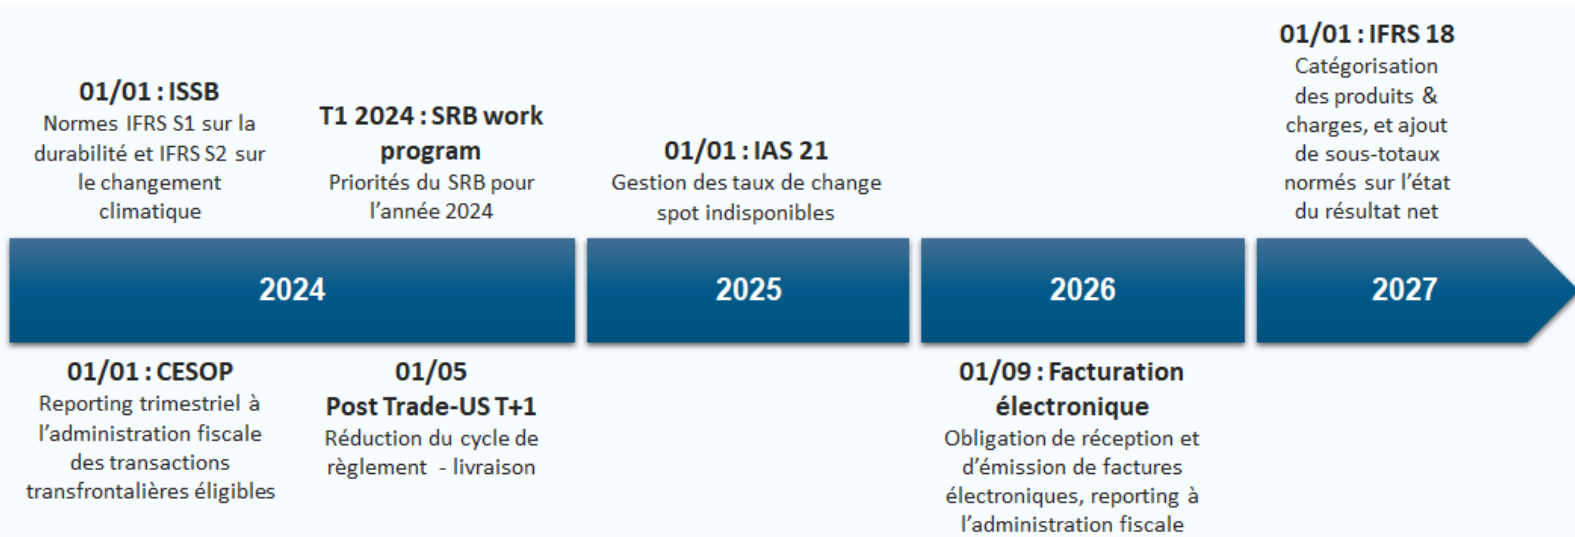 01/01 : ISSB
Normes IFRS S1 sur la
durabilité et IFRS S2 sur
le changement
climatique
T1 2024 : SRB work
program
Priorités du SRB pour
l’année 2024
01/01 : IAS 21
Gestion des taux de change
spot indisponibles
01/01 : IFRS 18
Catégorisation
des produits &
charges, et ajout
de sous-totaux
normés sur l’état
du résultat net
2024
2025
2026
2027
01/01 : CESOP
Reporting trimestriel à
l’administration fiscale
des transactions
transfrontalières éligibles
01/05
Post Trade-US T+1
Réduction du cycle de
règlement - livraison
01/09 : Facturation
électronique
Obligation de réception et
d’émission de factures
électroniques, reporting à
l’administration fiscale